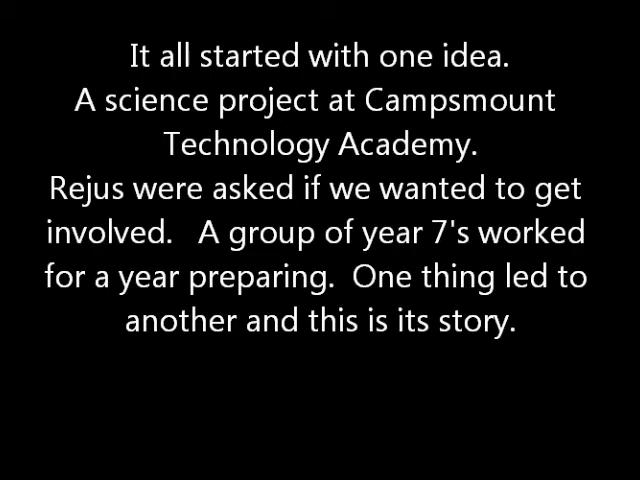 It all started with one idea.
A science project at Campsmount
Technology Academy.
Rejus were asked if we wanted to get
involved.   A group of year 7's worked
for a year preparing.  One thing led to
another and this is its story.